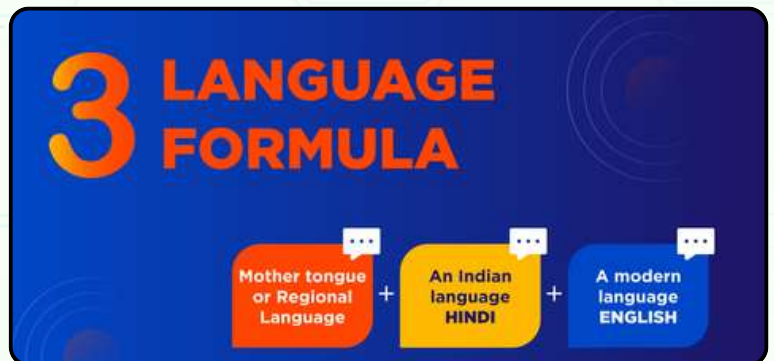 3 LANGUAGE
FORMULA
Mother tongue
or Regional
Language
+
An Indian
language
HINDI
+
A modern
language
ENGLISH